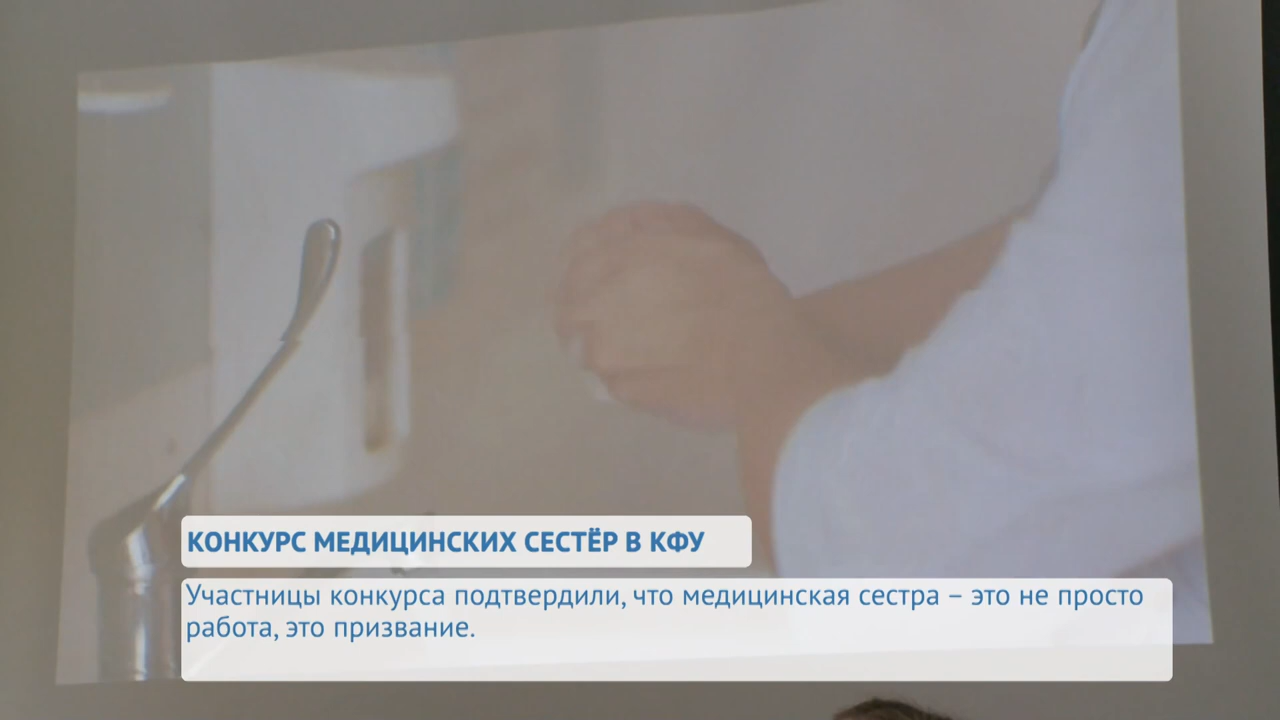 КОНКУРС МЕДИЦИНСКИХ СЕСТЁР В КФУ
Участницы конкурса подтвердили, что медицинская сестра – это не просто
работа, это призвание.